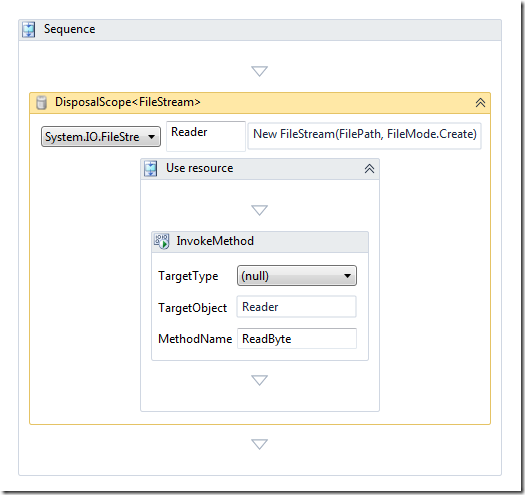 Sequence
DisposalScope<FileStream>
System.IO.FileStre
Reader
New FileStream(FilePath, FileMode.Create)
Use resource
InvokeMethod
TargetType (null)
TargetObject Reader
MethodName ReadByte